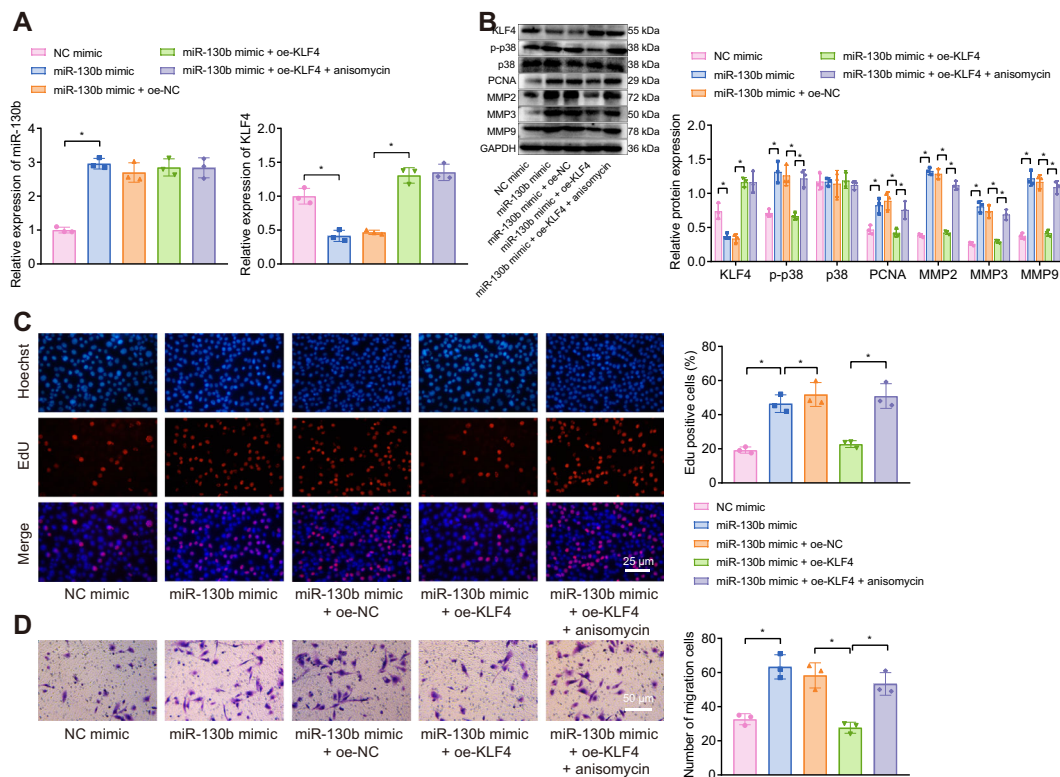 A
NC mimic
miR-130b mimic
miR-130b mimic + oe-NC
miR-130b mimic + oe-KLF4
miR-130b mimic + oe-KLF4 + anisomycin
Relative expression of miR-130b
4
3
2
1
0
*
Relative expression of KLF4
1.5
1.0
0.5
0.0
*
*
B
KLF4 55 kDa
p-p38 38 kDa
p38 38 kDa
PCNA 29 kDa
MMP2 72 kDa
MMP3 50 kDa
MMP9 78 kDa
GAPDH 36 kDa
NC mimic
miR-130b mimic
miR-130b mimic + oe-NC
miR-130b mimic + oe-KLF4
miR-130b mimic + oe-KLF4 + anisomycin
NC mimic
miR-130b mimic
miR-130b mimic + oe-NC
miR-130b mimic + oe-KLF4
miR-130b mimic + oe-KLF4 + anisomycin
Relative protein expression
2.0
1.5
1.0
0.5
0.0
* * * * * * * * * * * * * * * * * *
KLF4 p-p38 p38 PCNA MMP2 MMP3 MMP9
C
Hoechst
EdU
Merge
25 µm
NC mimic
miR-130b mimic
miR-130b mimic
+ oe-NC
miR-130b mimic
+ oe-KLF4
miR-130b mimic
+ oe-KLF4
+ anisomycin
Edu positive cells (%)
80
60
40
20
0
* * *
NC mimic
miR-130b mimic
miR-130b mimic + oe-NC
miR-130b mimic + oe-KLF4
miR-130b mimic + oe-KLF4 + anisomycin
D
50 µm
NC mimic
miR-130b mimic
miR-130b mimic
+ oe-NC
miR-130b mimic
+ oe-KLF4
miR-130b mimic
+ oe-KLF4
+ anisomycin
Number of migration cells
100
80
60
40
20
0
* * *